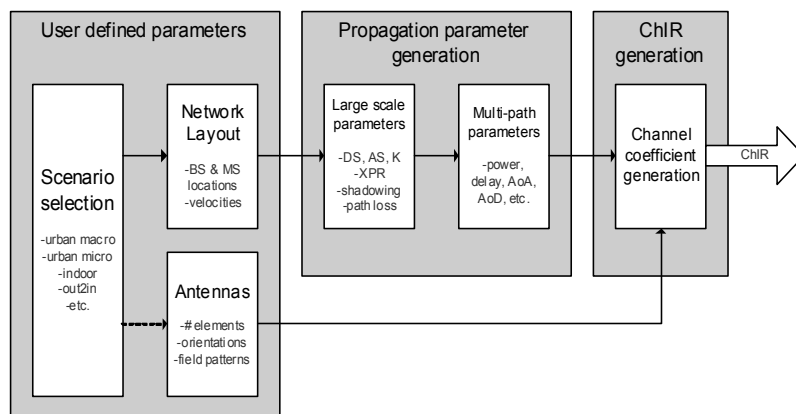 User defined parameters
Scenario
selection
-urban macro
-urban micro
-indoor
-out2in
-etc.
Network
Layout
-BS & MS
locations
-velocities
Antennas
-# elements
-orientations
-field patterns
Propagation parameter
generation
Large scale
parameters
-DS, AS, K
-XPR
-shadowing
-path loss
Multi-path
parameters
-power,
delay, AoA,
AoD, etc.
ChIR
generation
Channel
coefficient
generation
ChIR